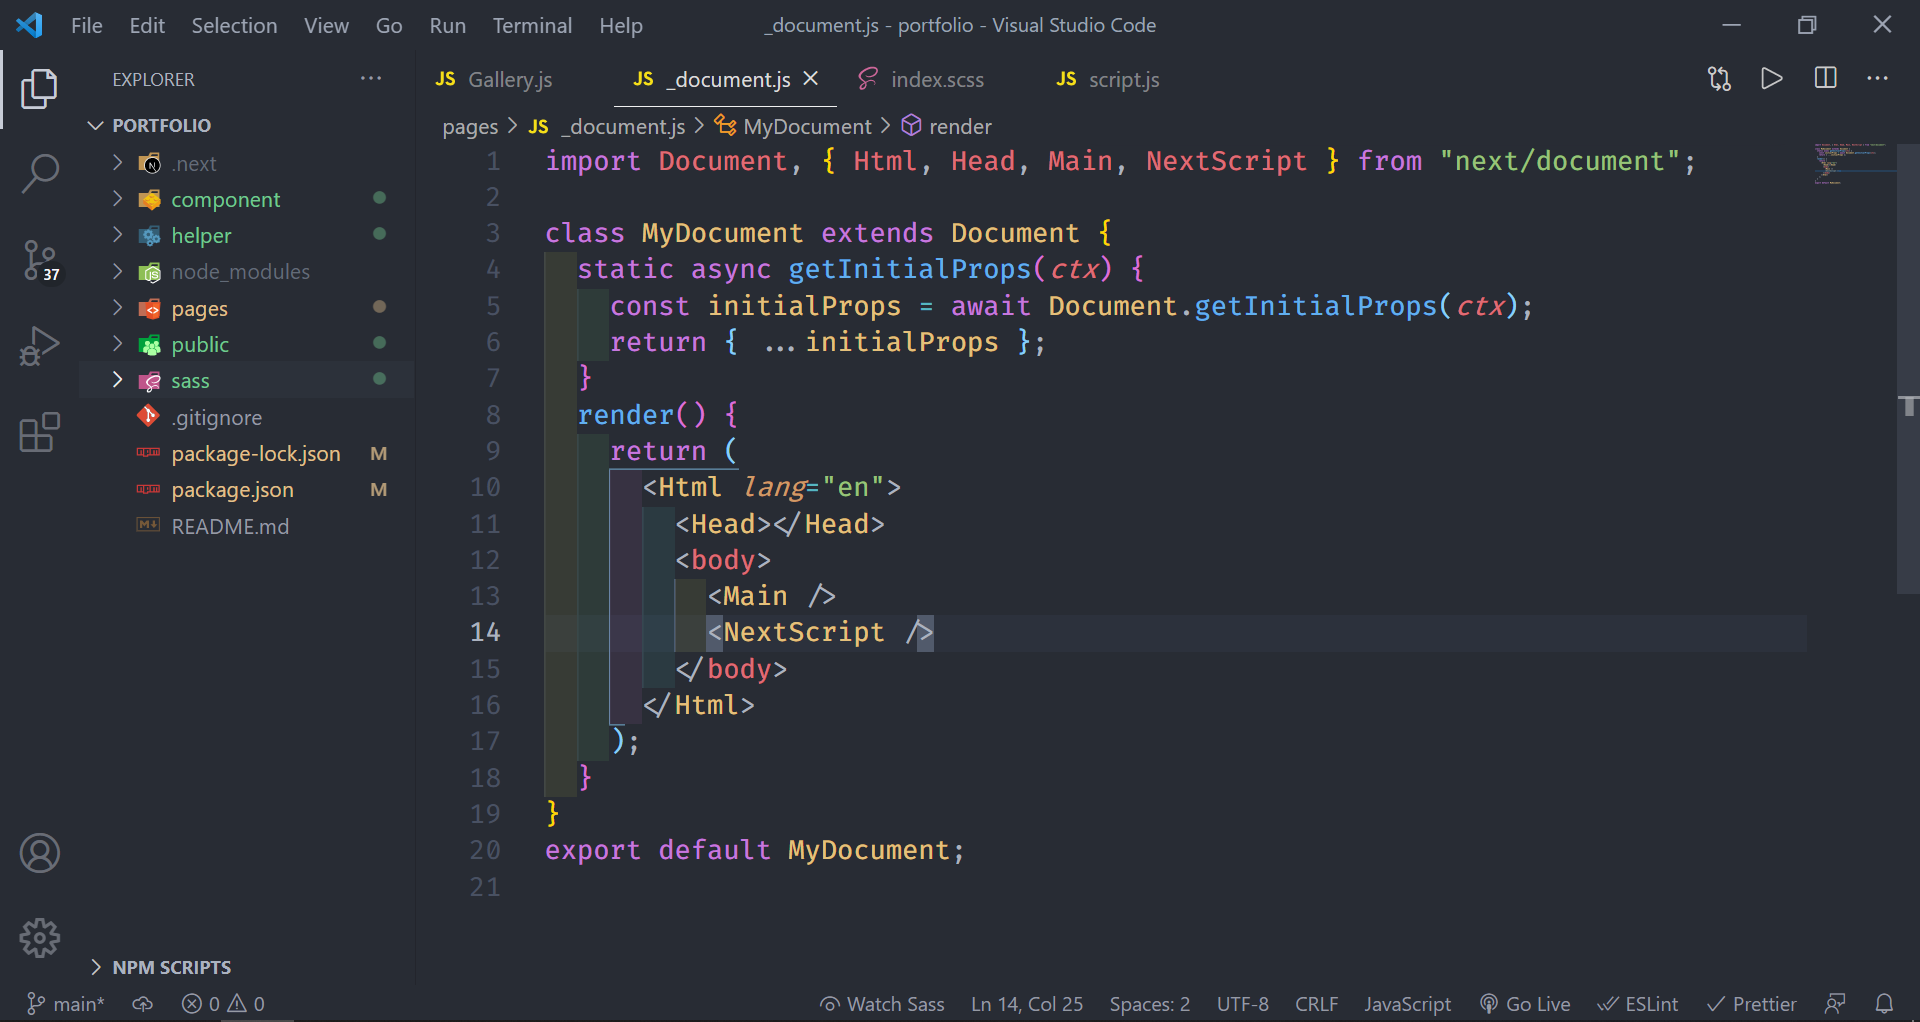 File Edit Selection View Go Run Terminal Help _document.js - portfolio - Visual Studio Code
EXPLORER
JS Gallery.js JS _document.js index.scss JS script.js
PORTFOLIO
pages > JS _document.js > MyDocument > render
.next
component
helper
node_modules
pages
public
sass
.gitignore
package-lock.json M
package.json M
README.md
37
1 import Document, { Html, Head, Main, NextScript } from "next/document";
2
3 class MyDocument extends Document {
4 static async getInitialProps(ctx) {
5 const initialProps = await Document.getInitialProps(ctx);
6 return { ...initialProps };
7 }
8 render() {
9 return (
10 <Html lang="en">
11 <Head></Head>
12 <body>
13 <Main />
14 <NextScript />
15 </body>
16 </Html>
17 );
18 }
19 }
20 export default MyDocument;
21
NPM SCRIPTS
main* 0 0 Watch Sass Ln 14, Col 25 Spaces: 2 UTF-8 CRLF JavaScript Go Live ESLint Prettier